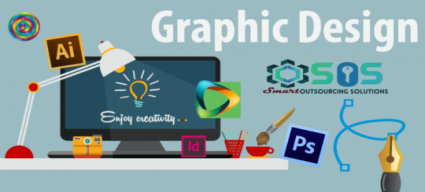 Graphic Design
Ai
SOS
Smart OUTSOURCING SOLUTIONS
Enjoy creativity . . .
Id
Ps